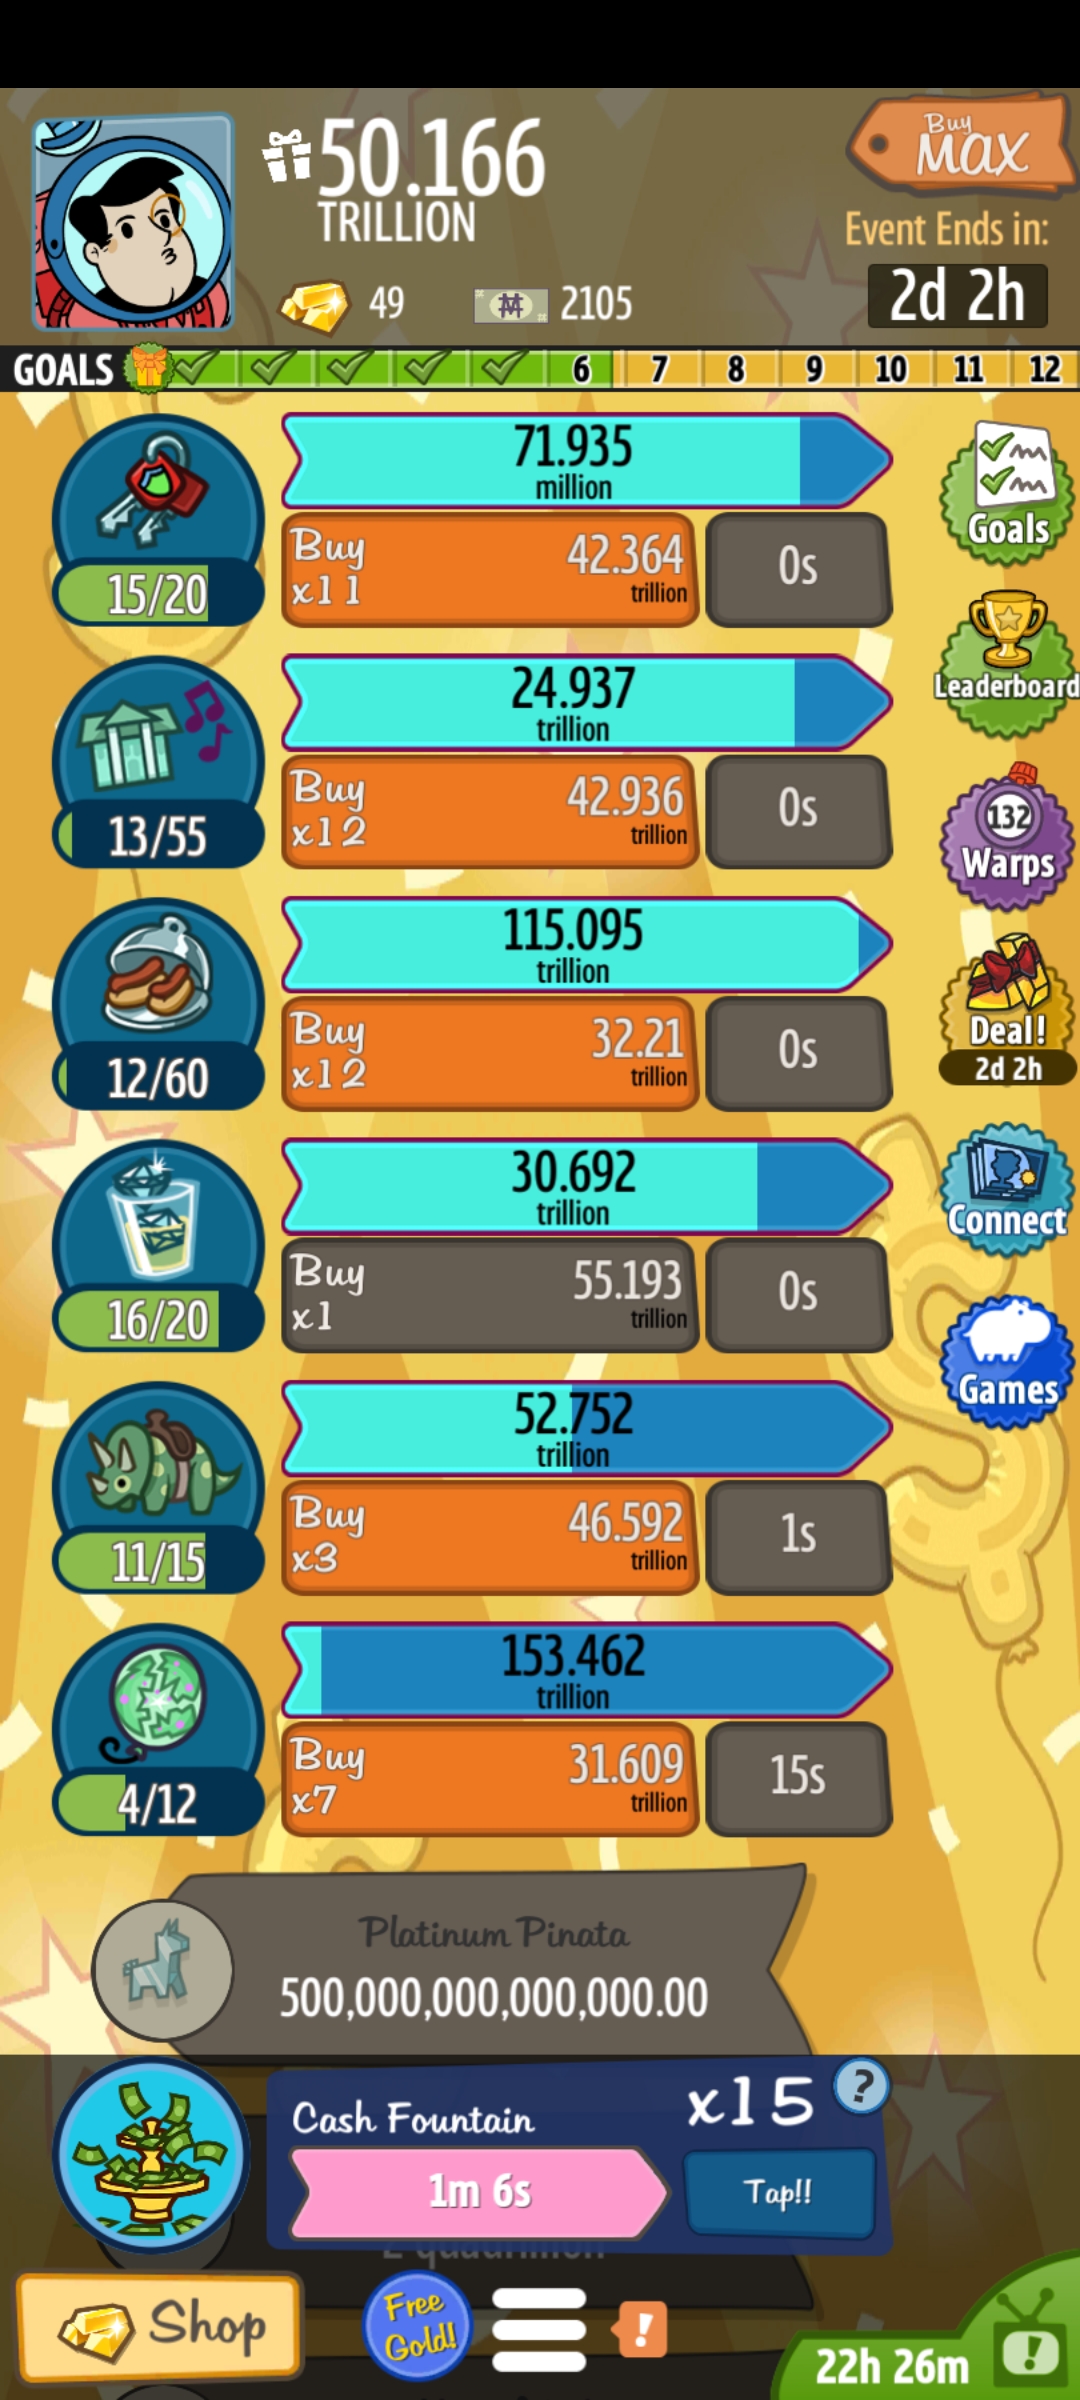 50.166
TRILLION
Buy
MAX
Event Ends in:
49
2105
2d 2h
GOALS 6 7 8 9 10 11 12
71.935
million
Buy
x11
42.364
trillion
0s
15/20
Goals
24.937
trillion
Leaderboard
Buy
x12
42.936
trillion
0s
13/55
132
Warps
115.095
trillion
Buy
x12
32.21
trillion
0s
12/60
Deal!
2d 2h
30.692
trillion
Buy
x1
55.193
trillion
0s
16/20
Connect
52.752
trillion
Games
Buy
x3
46.592
trillion
1s
11/15
153.462
trillion
Buy
x7
31.609
trillion
15s
4/12
Platinum Pinata
500,000,000,000,000.00
Cash Fountain
x15
?
1m 6s
Tap!!
Shop
Free
Gold!
!
22h 26m
!